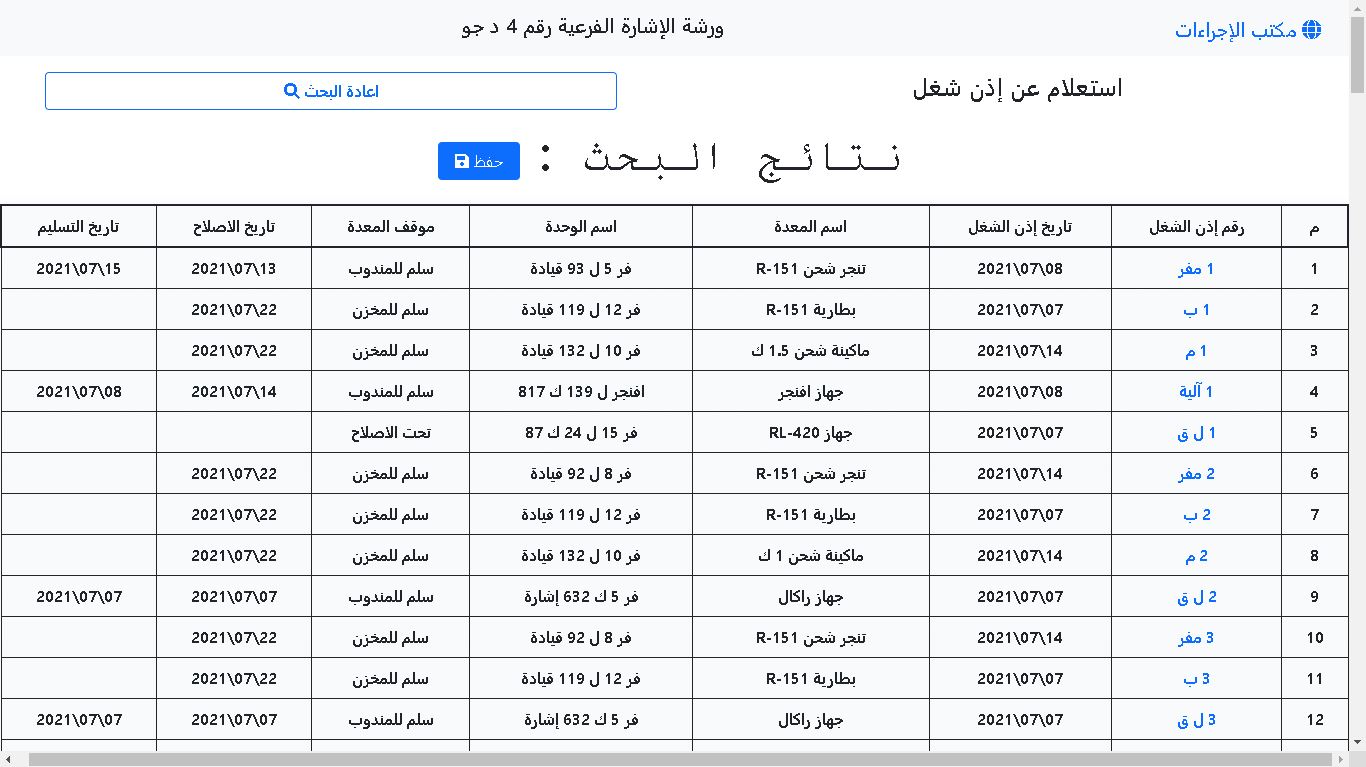 مكتب الإجراءات
ورشة الإشارة الفرعية رقم 4 د جو
استعلام عن إذن شغل
اعادة البحث
نتائج البحث :
حفظ
م رقم إذن الشغل تاريخ إذن الشغل اسم المعدة اسم الوحدة موقف المعدة تاريخ الاصلاح تاريخ التسليم
1 1 مفر 2021\07\08 تنجر شحن R-151 فر 5 ل 93 قيادة سلم للمندوب 2021\07\13 2021\07\15
2 1 ب 2021\07\07 بطارية R-151 فر 12 ل 119 قيادة سلم للمخزن 2021\07\22
3 1 م 2021\07\14 ماكينة شحن 1.5 ك فر 10 ل 132 قيادة سلم للمخزن 2021\07\22
4 1 آلية 2021\07\08 جهاز افنجر افنجر ل 139 ك 817 سلم للمندوب 2021\07\14 2021\07\08
5 1 ل ق 2021\07\07 جهاز RL-420 فر 15 ل 24 ك 87 تحت الاصلاح
6 2 مفر 2021\07\14 تنجر شحن R-151 فر 8 ل 92 قيادة سلم للمخزن 2021\07\22
7 2 ب 2021\07\07 بطارية R-151 فر 12 ل 119 قيادة سلم للمخزن 2021\07\22
8 2 م 2021\07\14 ماكينة شحن 1 ك فر 10 ل 132 قيادة سلم للمخزن 2021\07\22
9 2 ل ق 2021\07\07 جهاز راكال فر 5 ك 632 إشارة سلم للمندوب 2021\07\07 2021\07\07
10 3 مفر 2021\07\14 تنجر شحن R-151 فر 8 ل 92 قيادة سلم للمخزن 2021\07\22
11 3 ب 2021\07\07 بطارية R-151 فر 12 ل 119 قيادة سلم للمخزن 2021\07\22
12 3 ل ق 2021\07\07 جهاز راكال فر 5 ك 632 إشارة سلم للمندوب 2021\07\07 2021\07\07